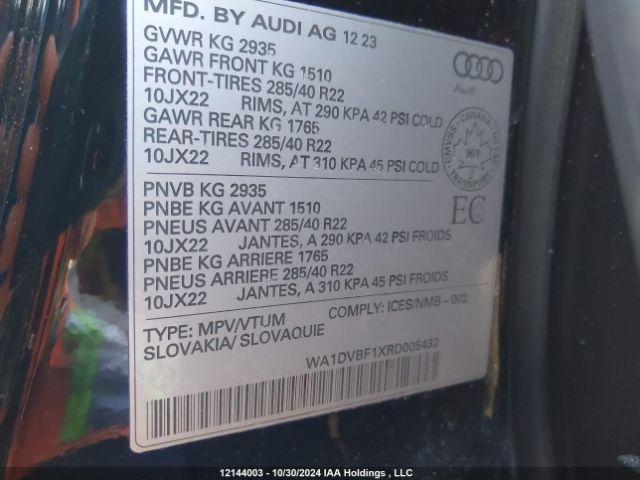 MFD. BY AUDI AG 12 23
GVWR KG 2935
GAWR FRONT KG 1510
FRONT-TIRES 285/40 R22
10JX22 RIMS, AT 290 KPA 42 PSI COLD
GAWR REAR KG 1765
REAR-TIRES 285/40 R22
10JX22 RIMS, AT 310 KPA 45 PSI COLD
Audi
CANADA
CMVSS - NSVAC
961
TRANSPORT
PNVB KG 2935
PNBE KG AVANT 1510
PNEUS AVANT 285/40 R22
10JX22 JANTES, A 290 KPA 42 PSI FROIDS
PNBE KG ARRIERE 1765
PNEUS ARRIERE 285/40 R22
10JX22 JANTES, A 310 KPA 45 PSI FROIDS
EC
TYPE: MPV/VTUM COMPLY: ICES/NMB-002
SLOVAKIA/ SLOVAQUIE
WA1DVBF1XRD005432
12144003 - 10/30/2024 IAA Holdings , LLC